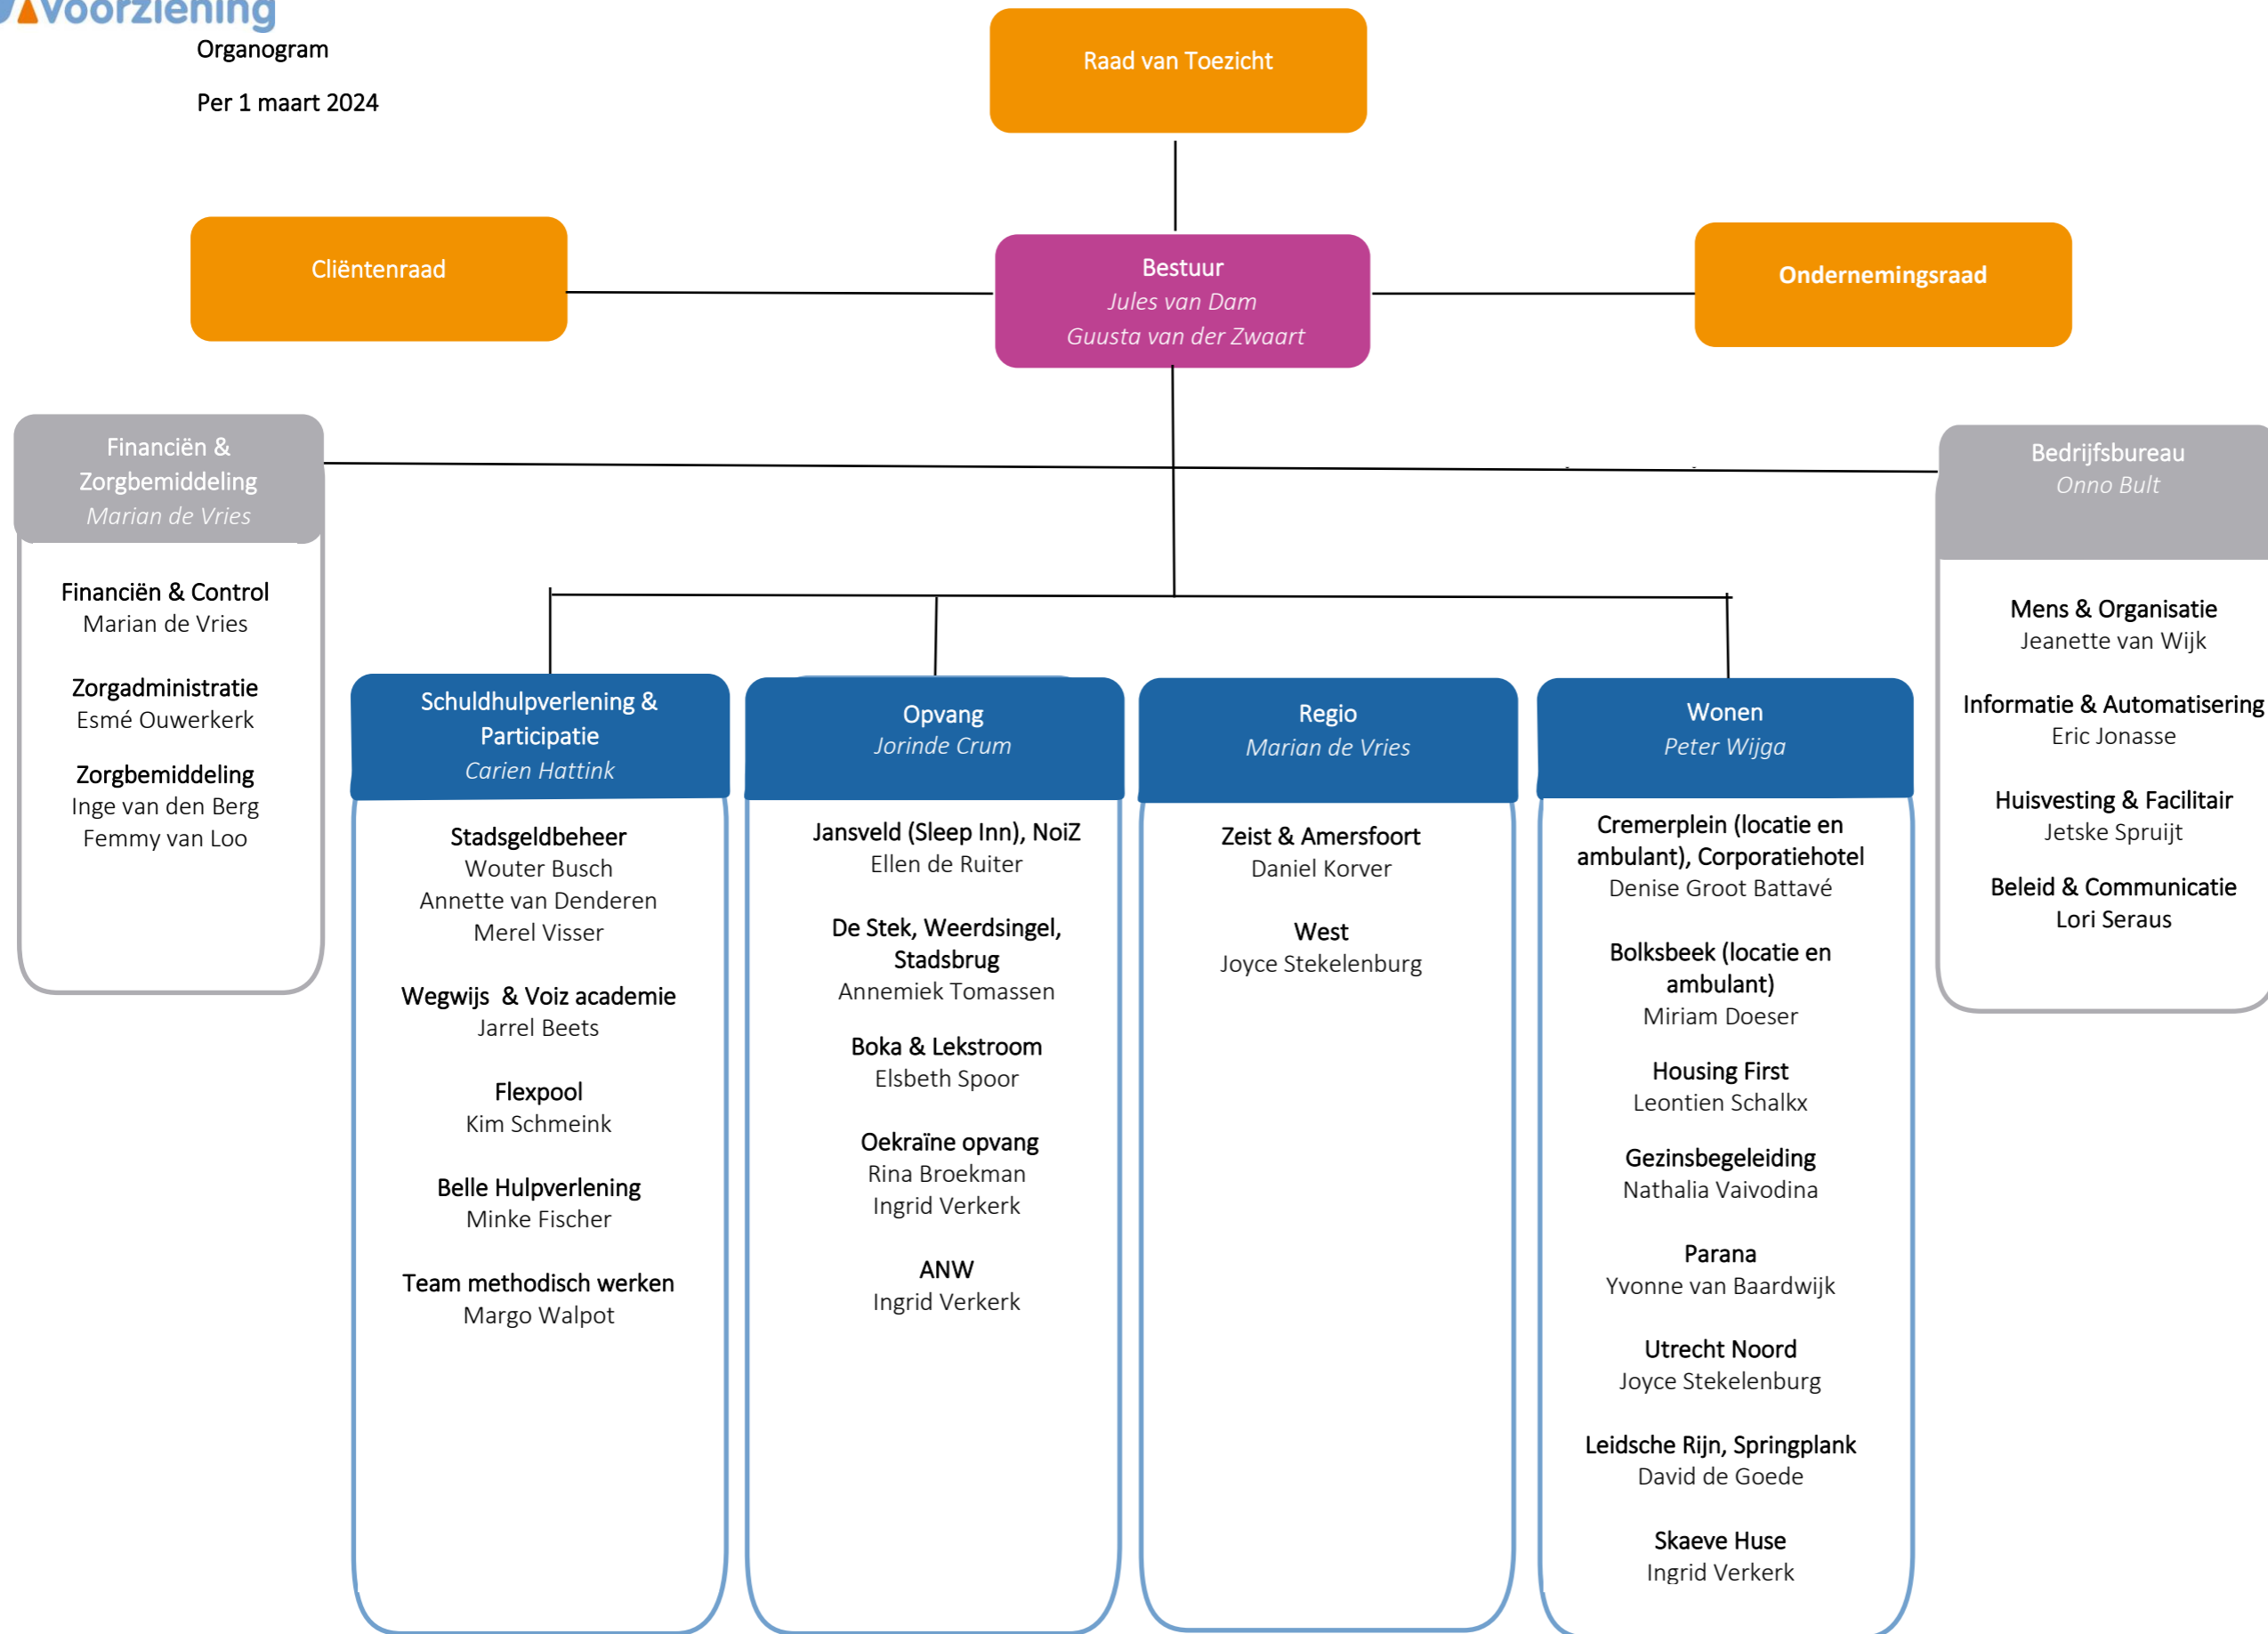 voorziening
Organogram
Per 1 maart 2024
Raad van Toezicht
Cliëntenraad
Bestuur
Jules van Dam
Guusta van der Zwaart
Ondernemingsraad
Financiën &
Zorgbemiddeling
Marian de Vries
Financiën & Control
Marian de Vries
Zorgadministratie
Esmé Ouwerkerk
Zorgbemiddeling
Inge van den Berg
Femmy van Loo
Bedrijfsbureau
Onno Bult
Mens & Organisatie
Jeanette van Wijk
Informatie & Automatisering
Eric Jonasse
Huisvesting & Facilitair
Jetske Spruijt
Beleid & Communicatie
Lori Seraus
Schuldhulpverlening &
Participatie
Carien Hattink
Stadsgeldbeheer
Wouter Busch
Annette van Denderen
Merel Visser
Wegwijs  & Voiz academie
Jarrel Beets
Flexpool
Kim Schmeink
Belle Hulpverlening
Minke Fischer
Team methodisch werken
Margo Walpot
Opvang
Jorinde Crum
Jansveld (Sleep Inn), NoiZ
Ellen de Ruiter
De Stek, Weerdsingel,
Stadsbrug
Annemiek Tomassen
Boka & Lekstroom
Elsbeth Spoor
Oekraïne opvang
Rina Broekman
Ingrid Verkerk
ANW
Ingrid Verkerk
Regio
Marian de Vries
Zeist & Amersfoort
Daniel Korver
West
Joyce Stekelenburg
Wonen
Peter Wijga
Cremerplein (locatie en
ambulant), Corporatiehotel
Denise Groot Battavé
Bolksbeek (locatie en
ambulant)
Miriam Doeser
Housing First
Leontien Schalkx
Gezinsbegeleiding
Nathalia Vaivodina
Parana
Yvonne van Baardwijk
Utrecht Noord
Joyce Stekelenburg
Leidsche Rijn, Springplank
David de Goede
Skaeve Huse
Ingrid Verkerk